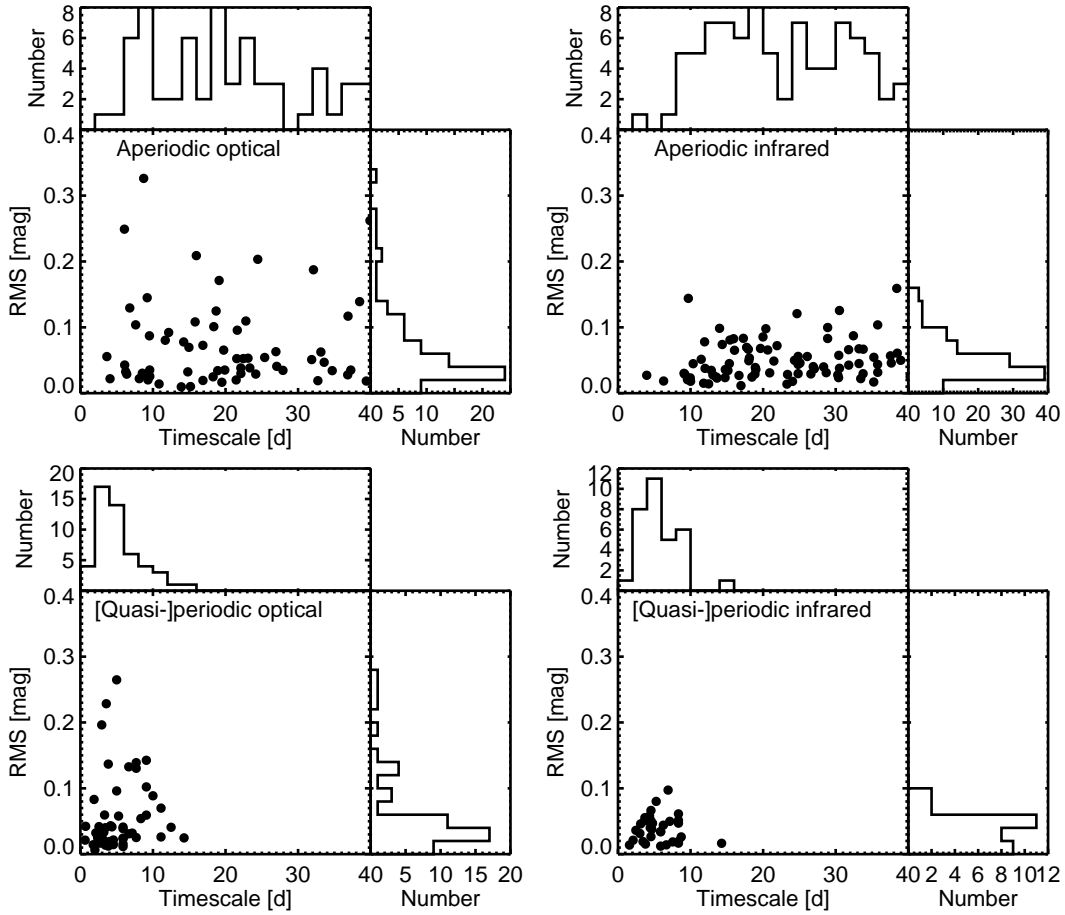 8
6
4
2
Number
8
6
4
2
Number
Aperiodic optical
0.4
0.3
0.2
0.1
0.0
RMS [mag]
0 10 20 30 40 5 10 20
Timescale [d] Number
Aperiodic infrared
0.4
0.3
0.2
0.1
0.0
RMS [mag]
0 10 20 30 40 10 20 30 40
Timescale [d] Number
20
15
10
5
Number
12
10
8
6
4
2
Number
[Quasi-]periodic optical
0.4
0.3
0.2
0.1
0.0
RMS [mag]
0 10 20 30 40 5 10 15 20
Timescale [d] Number
[Quasi-]periodic infrared
0.4
0.3
0.2
0.1
0.0
RMS [mag]
0 10 20 30 40 2 4 6 8 10 12
Timescale [d] Number